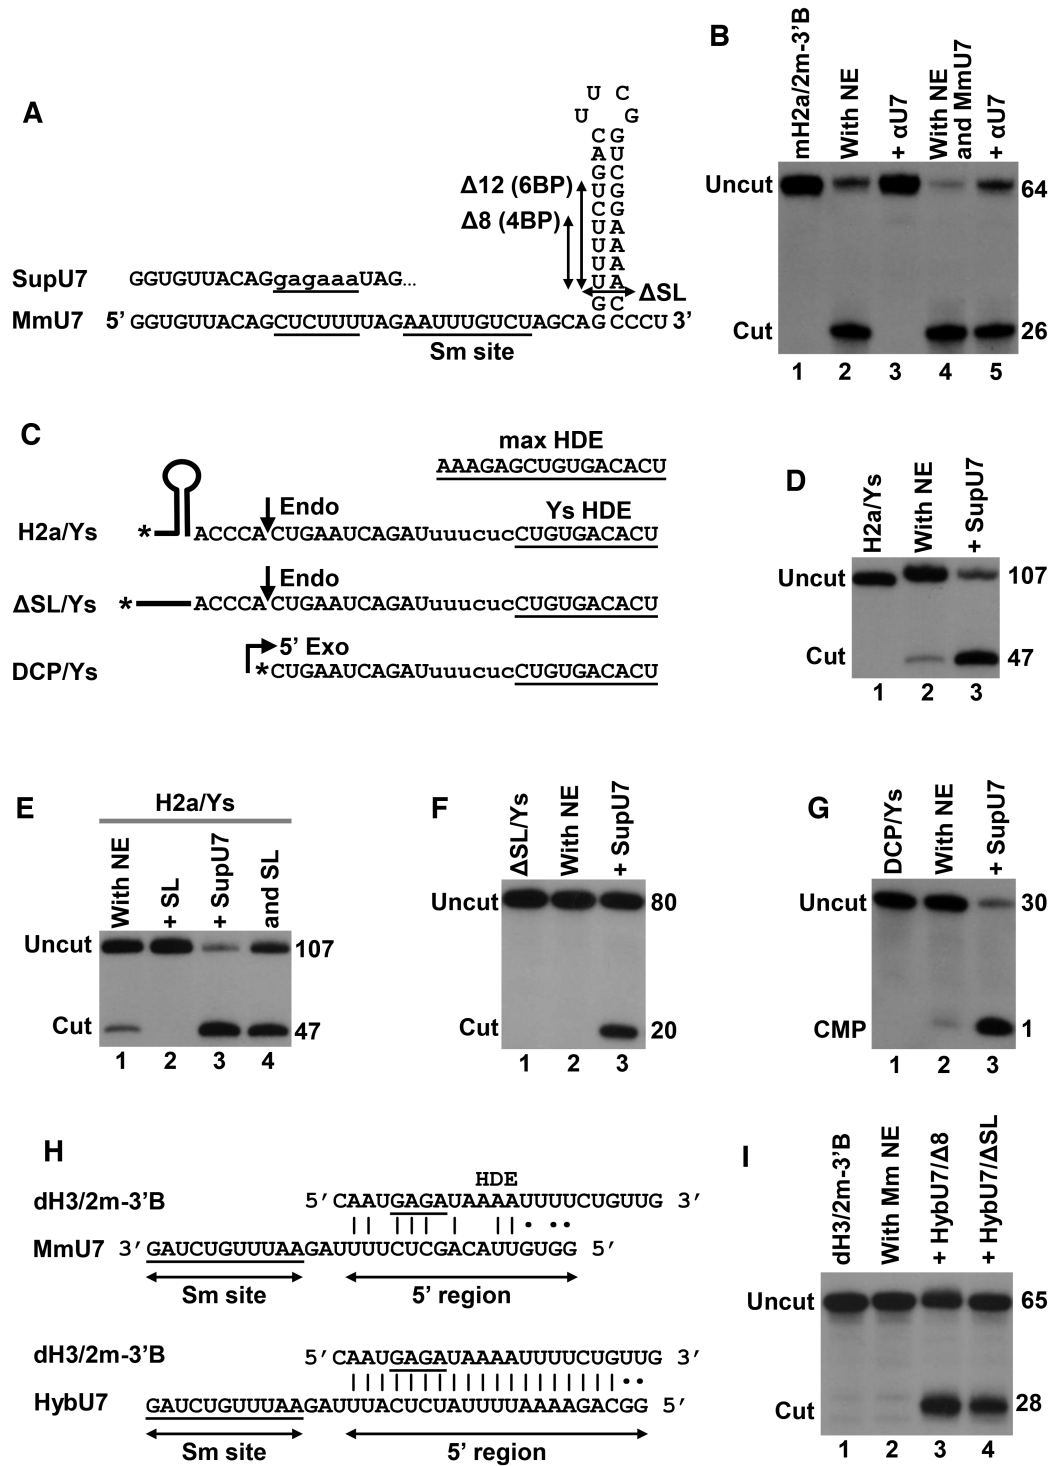 A
U C
U G
C G
A U
G C
U G
C G
U A
U A
U A
U A
G C
Δ12 (6BP)
Δ8 (4BP)
ΔSL
SupU7 GGUGUUACAGgagaaaUAG...
MmU7 5’ GGUGUUACAGCUCUUUUAGAAUUUGUCUAGCAGCCCU 3’
Sm site
B
mH2a/2m-3’B
With NE
+ αU7
With NE and MmU7
+ αU7
Uncut 64
Cut 26
1 2 3 4 5
C
max HDE
AAAGAGCUGUGACACU
Endo
Ys HDE
H2a/Ys * ACCCACUGAAUCAGAUuuucucCUGUGACACU
Endo
ΔSL/Ys * ACCCACUGAAUCAGAUuuucucCUGUGACACU
5’ Exo
DCP/Ys *CUGAAUCAGAUuuucucCUGUGACACU
D
H2a/Ys
With NE
+ SupU7
Uncut 107
Cut 47
1 2 3
E
H2a/Ys
With NE
+ SL
+ SupU7
and SL
Uncut 107
Cut 47
1 2 3 4
F
ΔSL/Ys
With NE
+ SupU7
Uncut 80
Cut 20
1 2 3
G
DCP/Ys
With NE
+ SupU7
Uncut 30
CMP 1
1 2 3
H
HDE
dH3/2m-3’B 5’CAAUGAGAUAAAAUUUUCUGUUG 3’
MmU7 3’GAUCUGUUUAAGAUUUUCUCGACAUUGUGG 5’
Sm site 5’ region
dH3/2m-3’B 5’CAAUGAGAUAAAAUUUUCUGUUG 3’
HybU7 GAUCUGUUUAAGAUUUACUCUAUUUUAAAAGACGG 5’
Sm site 5’ region
I
dH3/2m-3’B
With Mm NE
+ HybU7/Δ8
+ HybU7/ΔSL
Uncut 65
Cut 28
1 2 3 4